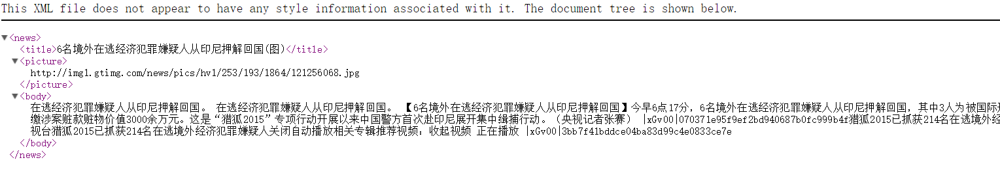 This XML file does not appear to have any style information associated with it. The document tree is shown below.
<news>
<title>6名境外在逃经济犯罪嫌疑人从印尼押解回国(图)</title>
<picture>
http://img1.gtimg.com/news/pics/hv1/253/193/1864/121256068.jpg
</picture>
<body>
在逃经济犯罪嫌疑人从印尼押解回国。 在逃经济犯罪嫌疑人从印尼押解回国。 【6名境外在逃经济犯罪嫌疑人从印尼押解回国】今早6点17分，6名境外在逃经济犯罪嫌疑人从印尼押解回国，其中3人为被国际
缴涉案赃款赃物价值3000余万元。这是“猎狐2015”专项行动开展以来中国警方首次赴印尼展开集中缉捕行动。（央视记者张赛） |xGv00|070371e95f9ef2bd940687b0fc999b4f猎狐2015已抓获214名在逃境外经
视台猎狐2015已抓获214名在逃境外经济犯罪嫌疑人关闭自动播放相关专辑推荐视频：收起视频 正在播放 |xGv00|3bb7f41bddce04ba83d99c4e0833ce7e
</body>
</news>